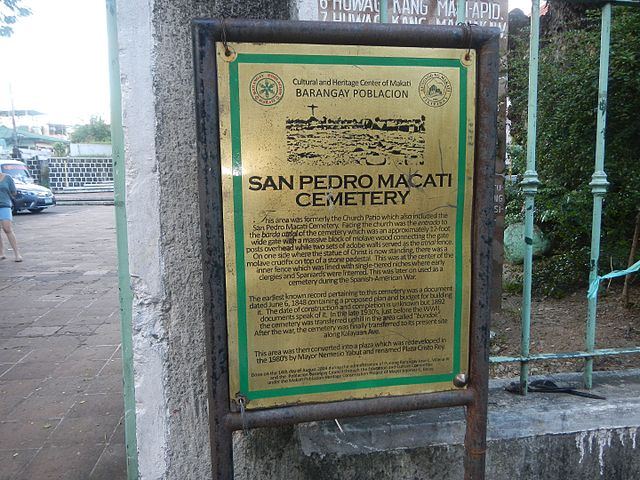 6 HUWAG KANG
7 HUWAG KANG
Cultural and Heritage Center of Makati
BARANGAY POBLACION
SAN PEDRO MACATI
CEMETERY
This area was formerly the Church Patio which also included the
San Pedro Macati Cemetery. Facing the church was the
of the cemetery which was an approximately 12-foot
wide gate with a massive block of molave wood connecting the gate
posts overhead while two sets of adobe walls served as the
On one side where the statue of Christ is now standing, there was a
molave crucifix on top of a stone pedestal. This was at the center of the
inner fence which was lined with single-tiered niches where early
clergies and Spaniards were interred. This was later on used as a
cemetery during the Spanish-American War.
The earliest known record pertaining to this cemetery was a document
dated June 6, 1848 containing a proposed plan and budget for building
it. The date of construction and completion is unknown but 1892
documents speak of it. In the late 1930's, just before the WWII,
the cemetery was transferred uphill in the area called "Bundok".
After the war, the cemetery was finally transferred to its present site
along Kalayaan Ave.
This area was then converted into a plaza which was redeveloped in
the 1980's by Mayor Nemesio Yabut and renamed Plaza Cristo Rey.